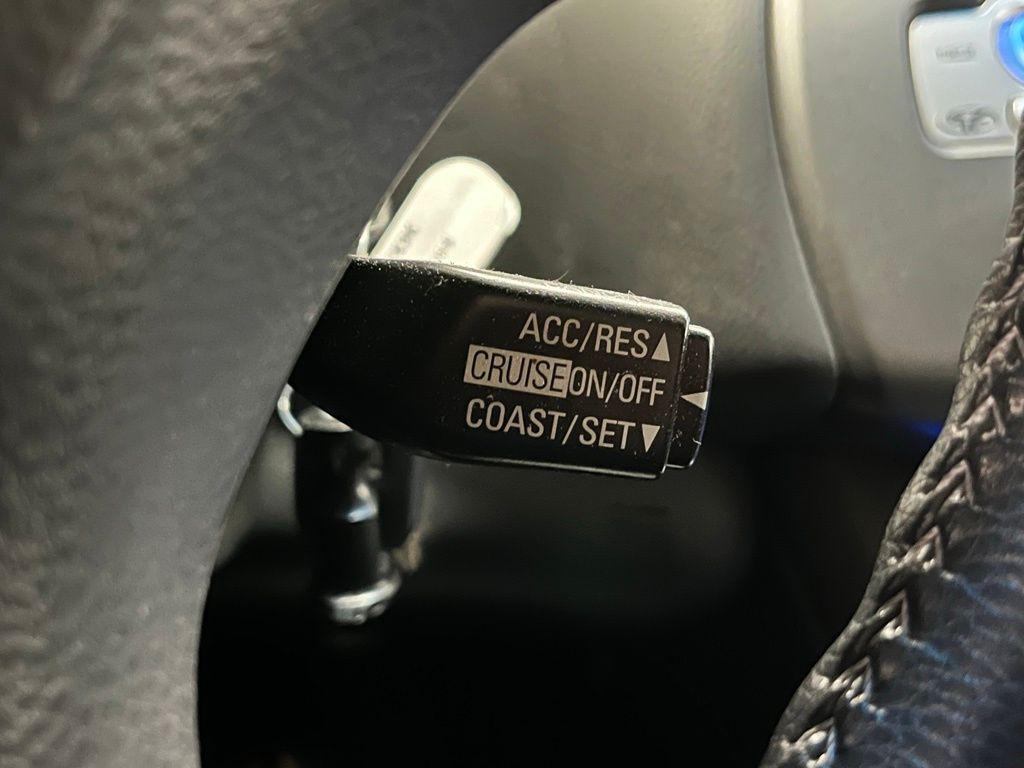 ACC/RES▲
CRUISE ON/OFF
COAST/SET▼